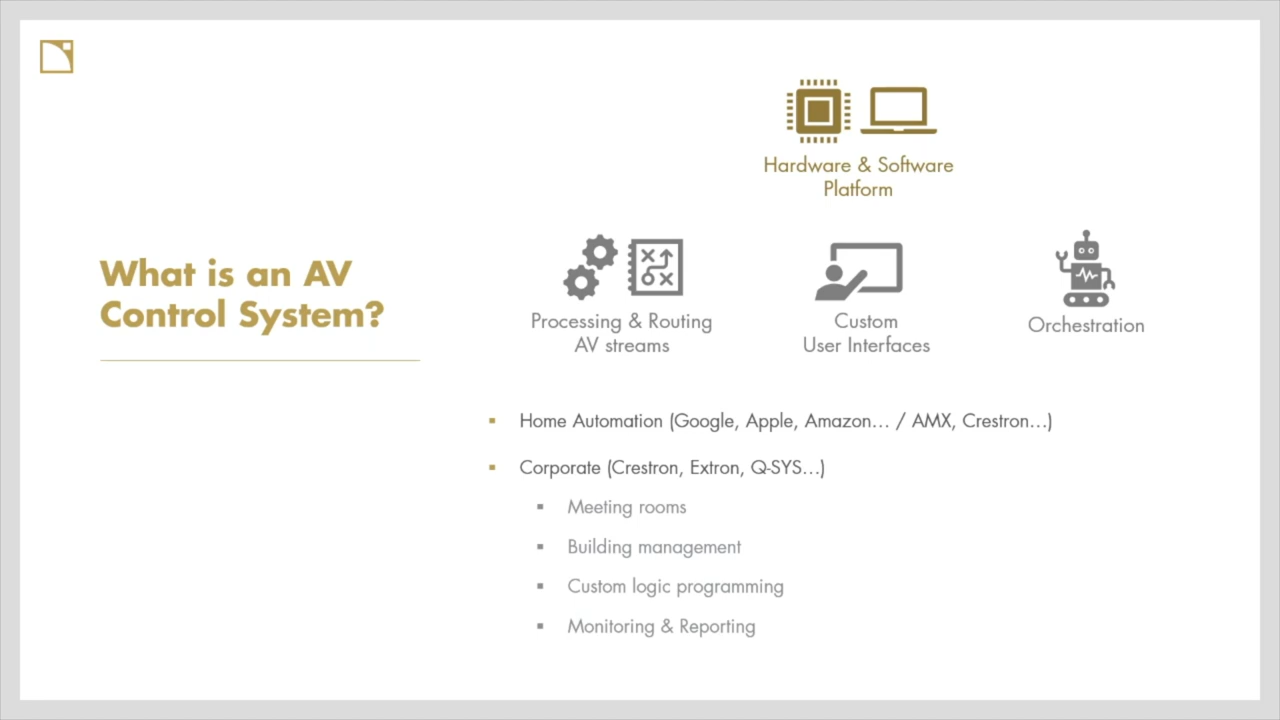 Hardware & Software
Platform
What is an AV
Control System?
Processing & Routing
AV streams
Custom
User Interfaces
Orchestration
Home Automation (Google, Apple, Amazon... / AMX, Crestron...)
Corporate (Crestron, Extron, Q-SYS...)
Meeting rooms
Building management
Custom logic programming
Monitoring & Reporting